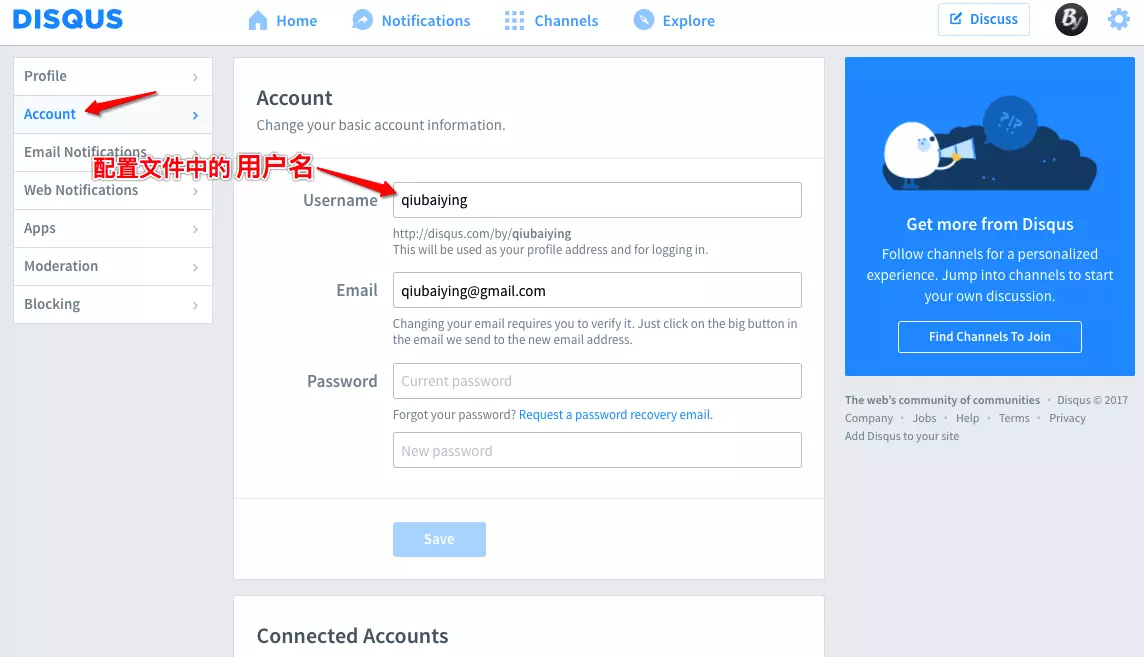 DISQUS
Home
Notifications
Channels
Explore
Discuss
By
Profile
Account
Email Notifications
Web Notifications
Apps
Moderation
Blocking
Account
Change your basic account information.
配置文件中的 用户名
Username
qiubaiying
http://disqus.com/by/qiubaiying
This will be used as your profile address and for logging in.
Email
qiubaiying@gmail.com
Changing your email requires you to verify it. Just click on the big button in
the email we send to the new email address.
Password
Current password
Forgot your password? Request a password recovery email.
New password
Save
Connected Accounts
?!?
Get more from Disqus
Follow channels for a personalized
experience. Jump into channels to start
your own discussion.
Find Channels To Join
The web's community of communities • Disqus © 2017
Company • Jobs • Help • Terms • Privacy
Add Disqus to your site